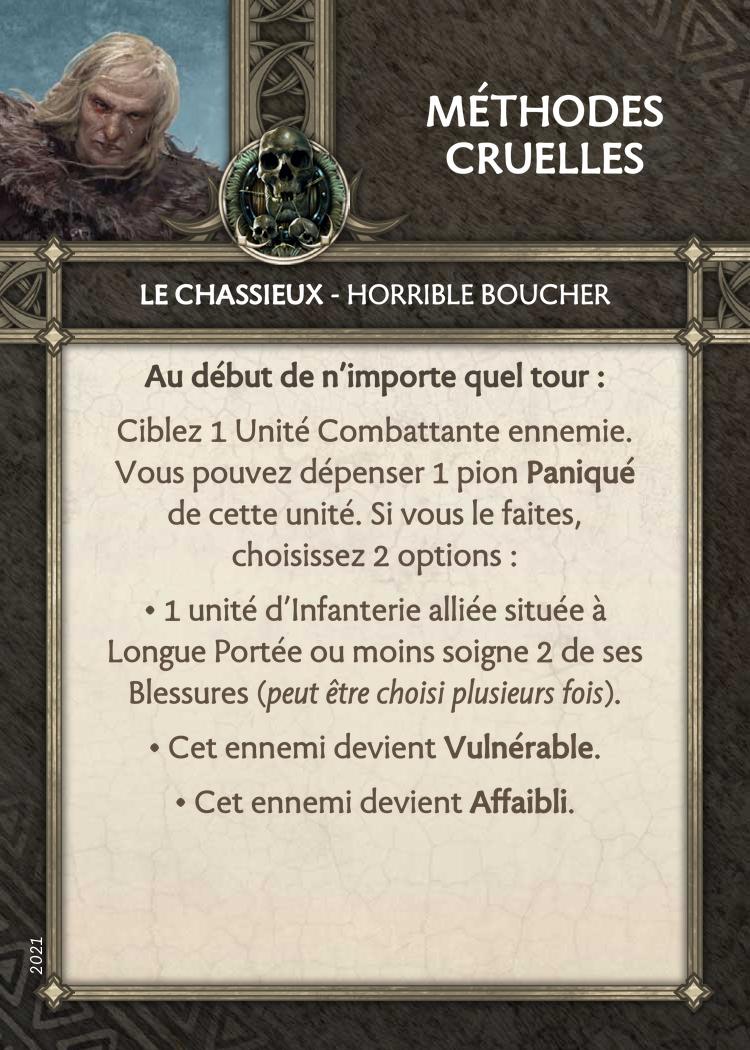 MÉTHODES
CRUELLES
LE CHASSIEUX - HORRIBLE BOUCHER
Au début de n'importe quel tour :
Ciblez 1 Unité Combattante ennemie.
Vous pouvez dépenser 1 pion Paniqué
de cette unité. Si vous le faites,
choisissez 2 options :
• 1 unité d'Infanterie alliée située à
Longue Portée ou moins soigne 2 de ses
Blessures (peut être choisi plusieurs fois).
• Cet ennemi devient Vulnérable.
• Cet ennemi devient Affaibli.
2021